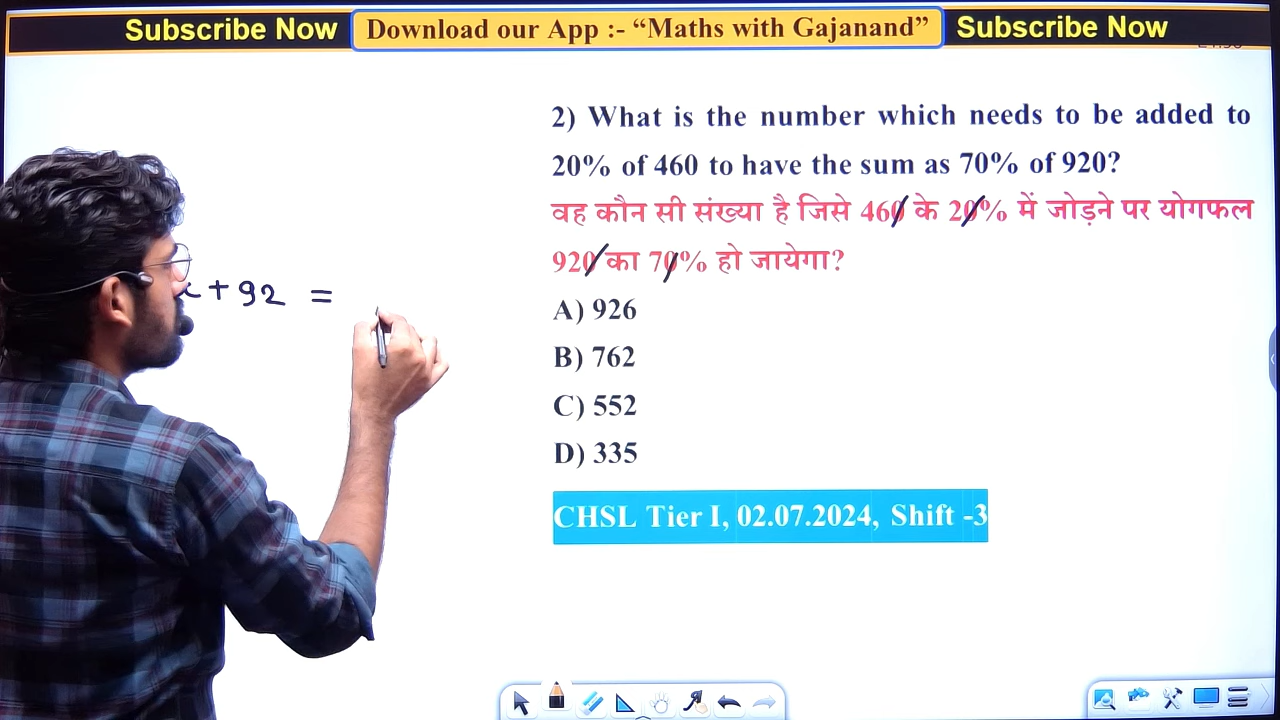 Subscribe Now Download our App :- “Maths with Gajanand” Subscribe Now
2) What is the number which needs to be added to
20% of 460 to have the sum as 70% of 920?
वह कौन सी संख्या है जिसे 460 के 20% में जोड़ने पर योगफल
920 का 70% हो जायेगा?
+ 92 =
A) 926
B) 762
C) 552
D) 335
CHSL Tier I, 02.07.2024, Shift -3